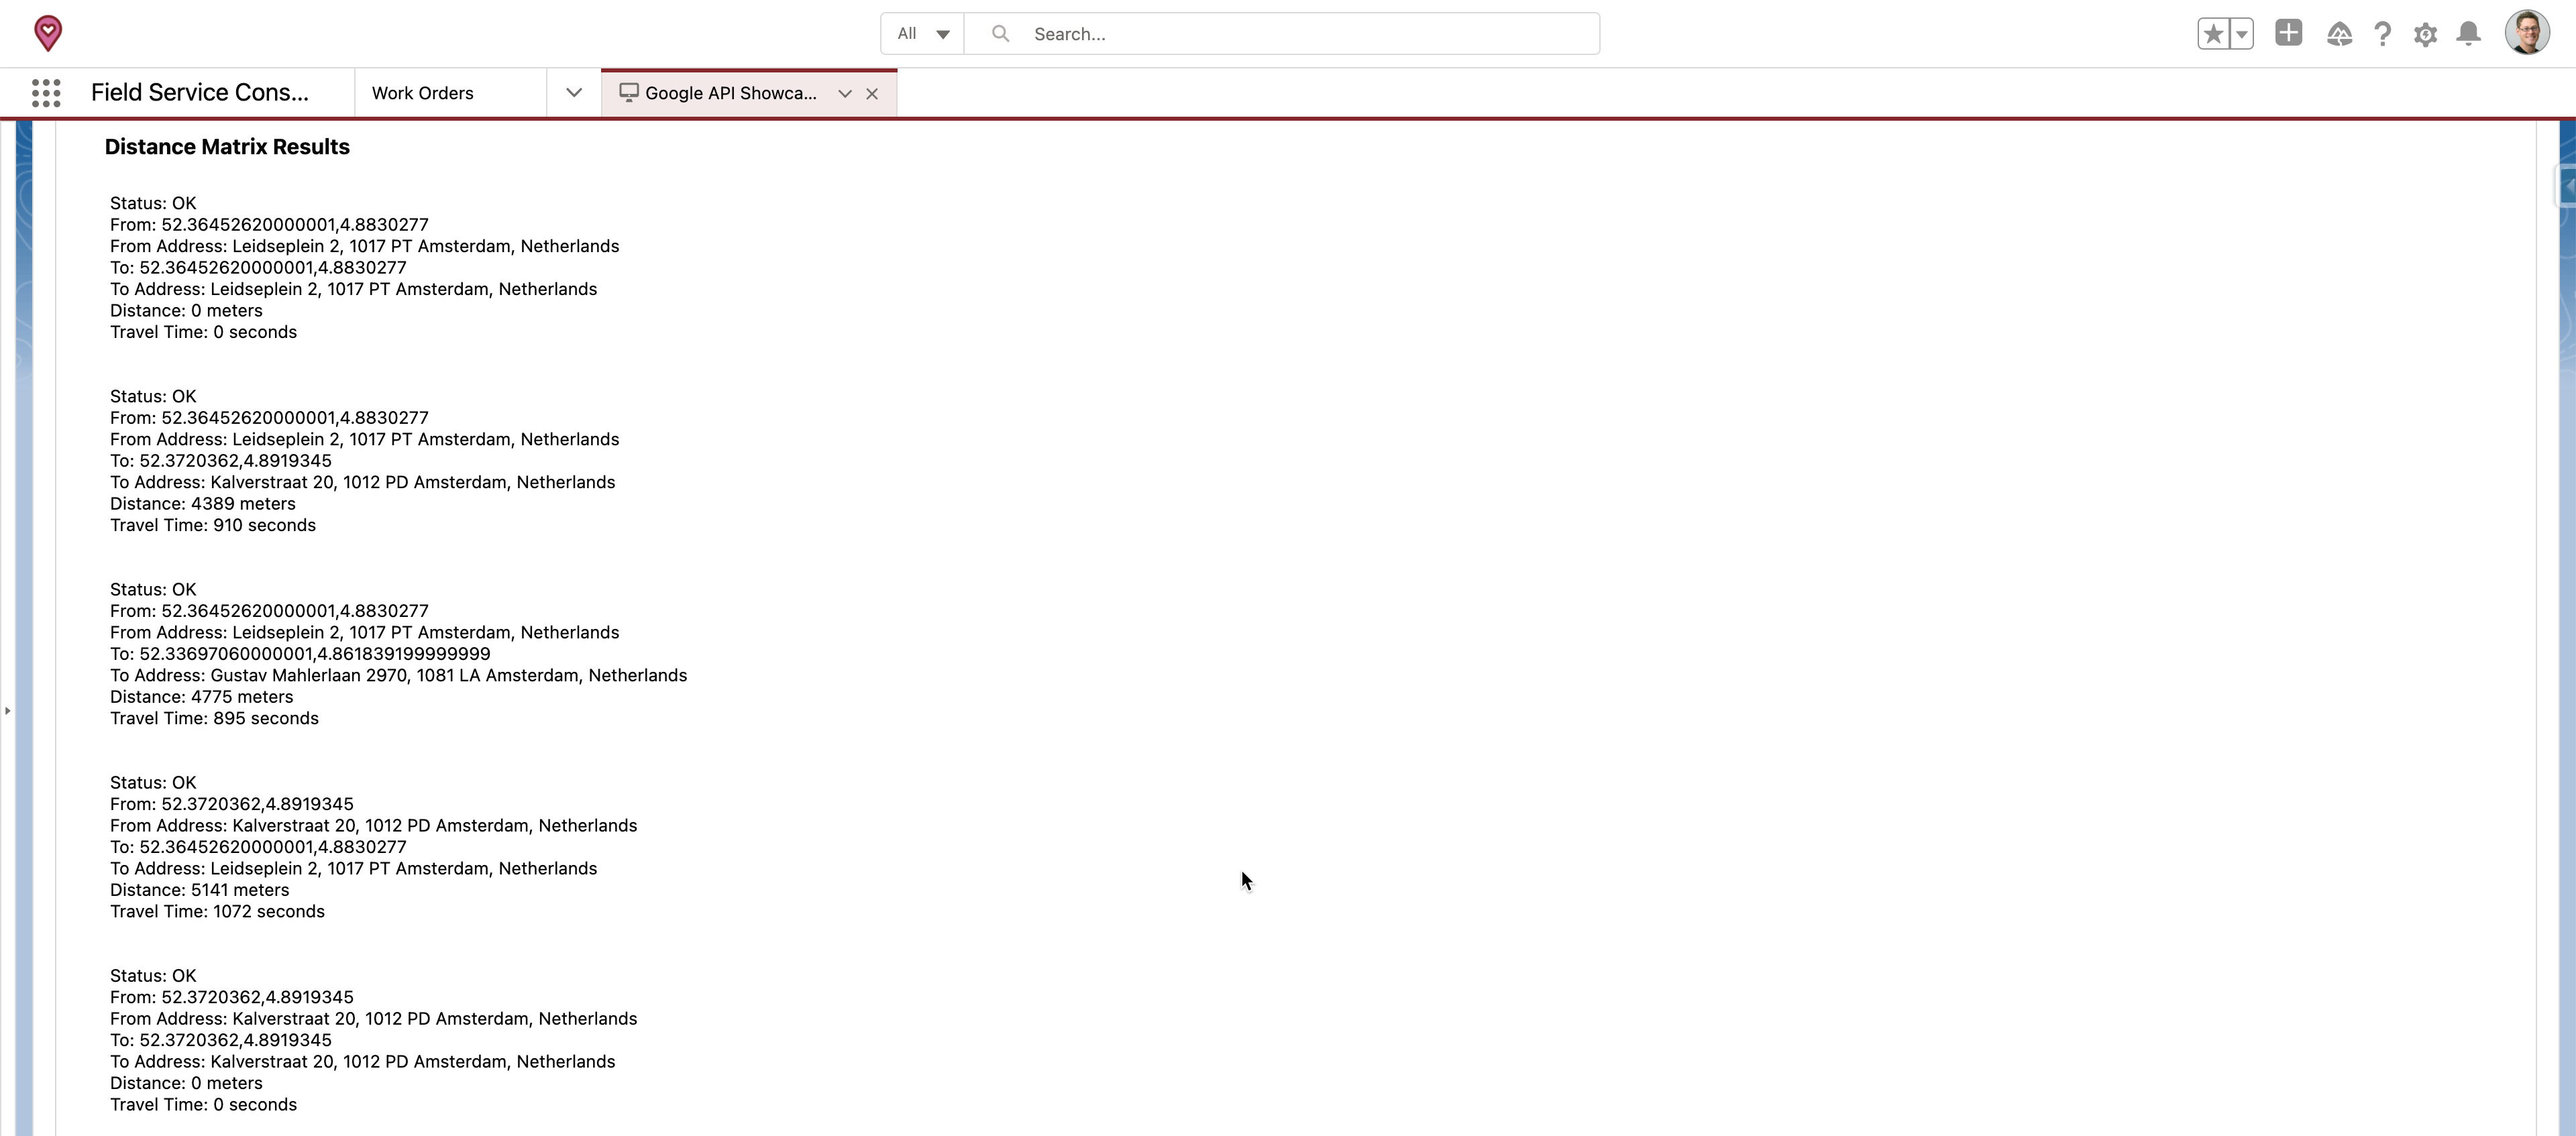 All
Search...
Field Service Cons...
Work Orders
Google API Showca...
Distance Matrix Results
Status: OK
From: 52.36452620000001,4.8830277
From Address: Leidseplein 2, 1017 PT Amsterdam, Netherlands
To: 52.36452620000001,4.8830277
To Address: Leidseplein 2, 1017 PT Amsterdam, Netherlands
Distance: 0 meters
Travel Time: 0 seconds
Status: OK
From: 52.36452620000001,4.8830277
From Address: Leidseplein 2, 1017 PT Amsterdam, Netherlands
To: 52.3720362,4.8919345
To Address: Kalverstraat 20, 1012 PD Amsterdam, Netherlands
Distance: 4389 meters
Travel Time: 910 seconds
Status: OK
From: 52.36452620000001,4.8830277
From Address: Leidseplein 2, 1017 PT Amsterdam, Netherlands
To: 52.33697060000001,4.861839199999999
To Address: Gustav Mahlerlaan 2970, 1081 LA Amsterdam, Netherlands
Distance: 4775 meters
Travel Time: 895 seconds
Status: OK
From: 52.3720362,4.8919345
From Address: Kalverstraat 20, 1012 PD Amsterdam, Netherlands
To: 52.36452620000001,4.8830277
To Address: Leidseplein 2, 1017 PT Amsterdam, Netherlands
Distance: 5141 meters
Travel Time: 1072 seconds
Status: OK
From: 52.3720362,4.8919345
From Address: Kalverstraat 20, 1012 PD Amsterdam, Netherlands
To: 52.3720362,4.8919345
To Address: Kalverstraat 20, 1012 PD Amsterdam, Netherlands
Distance: 0 meters
Travel Time: 0 seconds